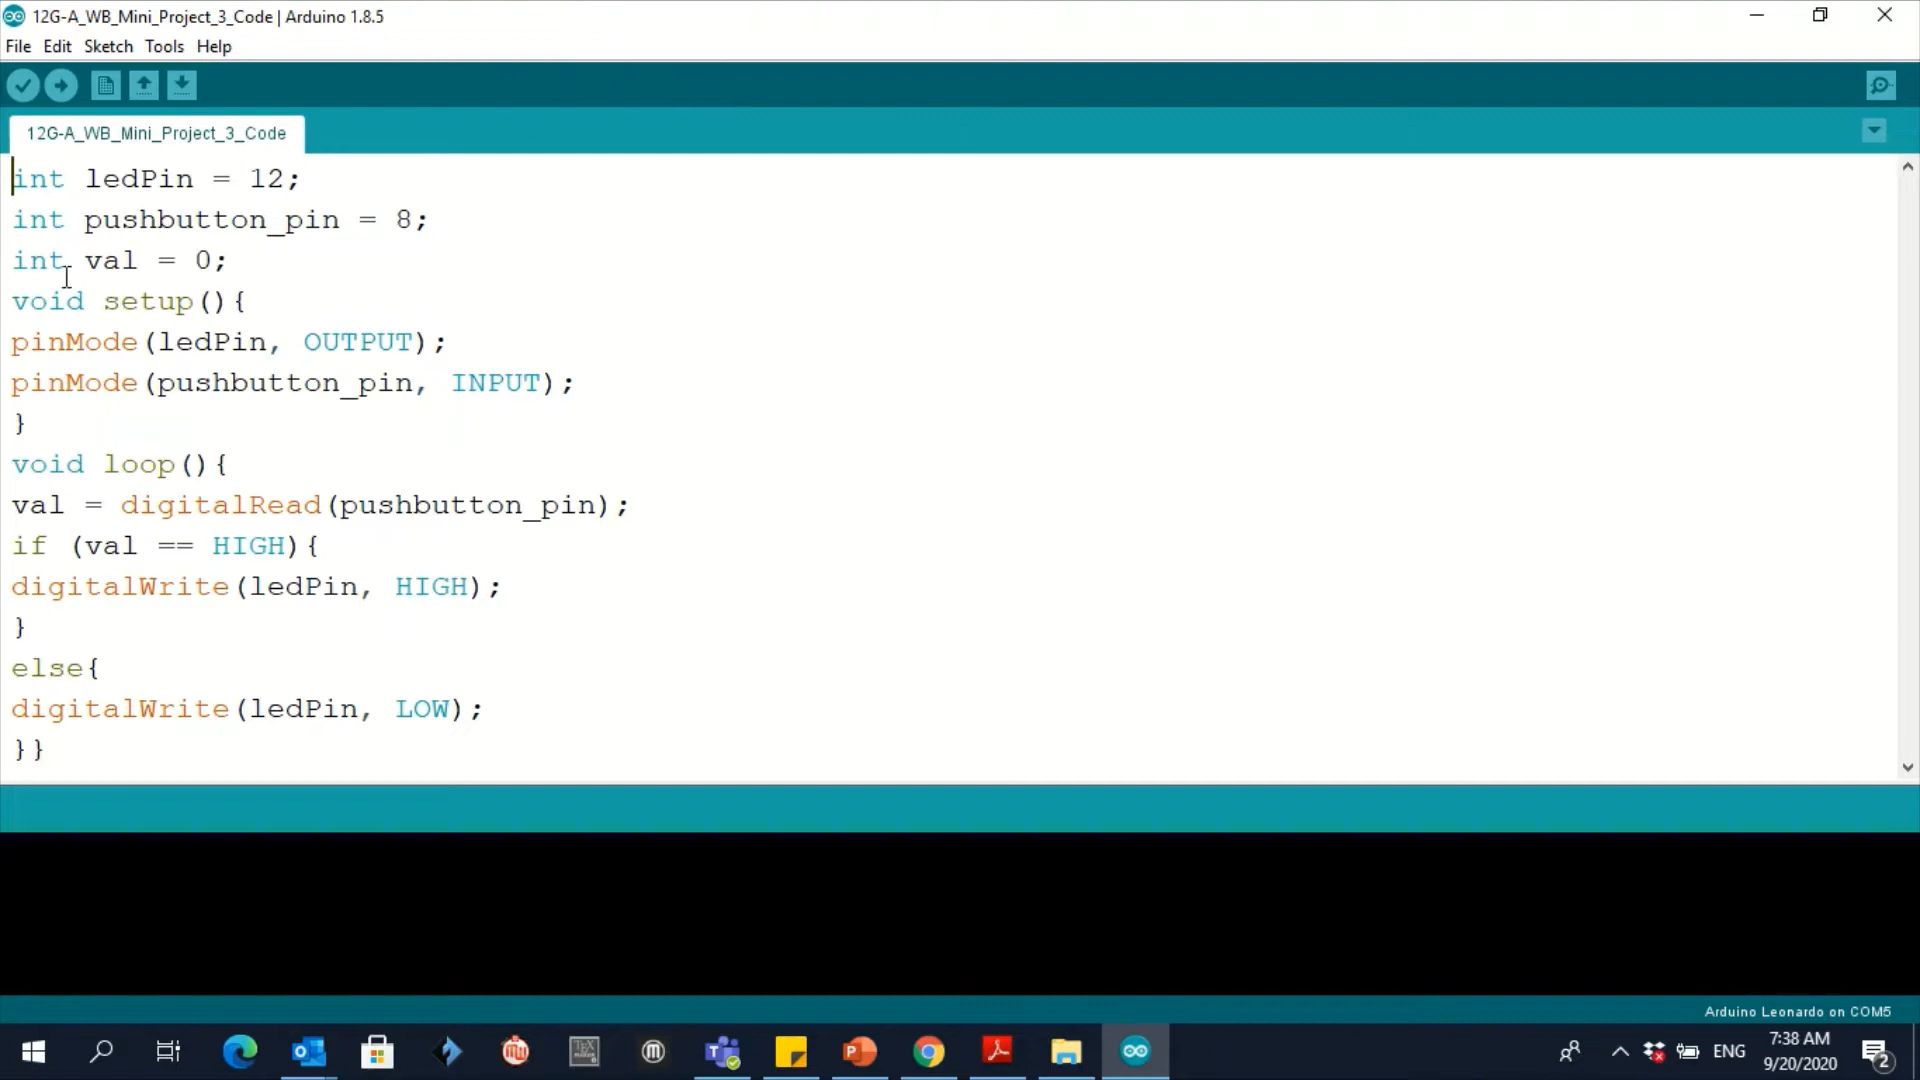 12G-A_WB_Mini_Project_3_Code | Arduino 1.8.5
File Edit Sketch Tools Help
12G-A_WB_Mini_Project_3_Code
int ledPin = 12;
int pushbutton_pin = 8;
int val = 0;
void setup(){
pinMode(ledPin, OUTPUT);
pinMode(pushbutton_pin, INPUT);
}
void loop(){
val = digitalRead(pushbutton_pin);
if (val == HIGH){
digitalWrite(ledPin, HIGH);
}
else{
digitalWrite(ledPin, LOW);
}}
Arduino Leonardo on COM5
ENG
7:38 AM
9/20/2020
2